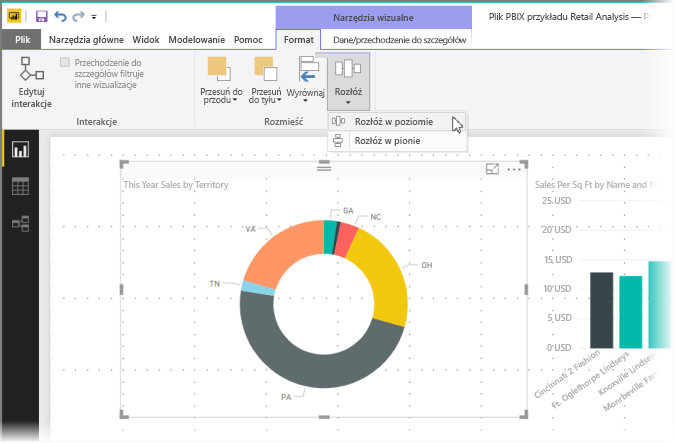 Narzędzia wizualne
Plik PBIX przykładu Retail Analysis —
Plik Narzędzia główne Widok Modelowanie Pomoc Format Dane/przechodzenie do szczegółów
Edytuj
interakcje
Przechodzenie do
szczegółów filtruje
inne wizualizacje
Przesuń do
przodu
Przesuń
do tyłu
Wyrównaj
Rozłóż
Interakcje
Rozmieść
Rozłóż w poziomie
Rozłóż w pionie
This Year Sales by Territory
GA
NC
VA
OH
TN
PA
Sales Per Sq Ft by Name and
25 USD
20 USD
15 USD
10 USD
5 USD
0 USD
Cincinnati 2 Fashion
Ft. Oglethorpe Lindseys
Knoxville Lindseys
Monrbeville